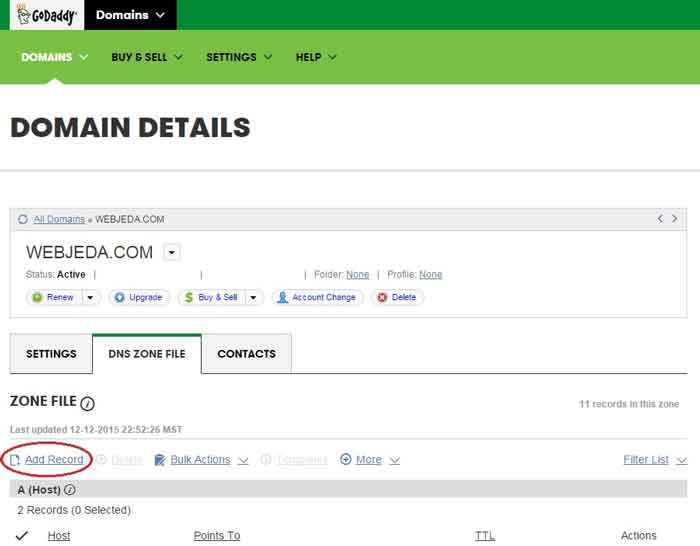 GoDaddy Domains
DOMAINS BUY & SELL SETTINGS HELP
DOMAIN DETAILS
All Domains » WEBJEDA.COM
WEBJEDA.COM
Status: Active | | | Folder: None | Profile: None
Renew Upgrade Buy & Sell Account Change Delete
SETTINGS DNS ZONE FILE CONTACTS
ZONE FILE 11 records in this zone
Last updated 12-12-2015 22:52:26 MST
Add Record Delete Bulk Actions Templates More Filter List
A (Host)
2 Records (0 Selected)
Host Points To TTL Actions